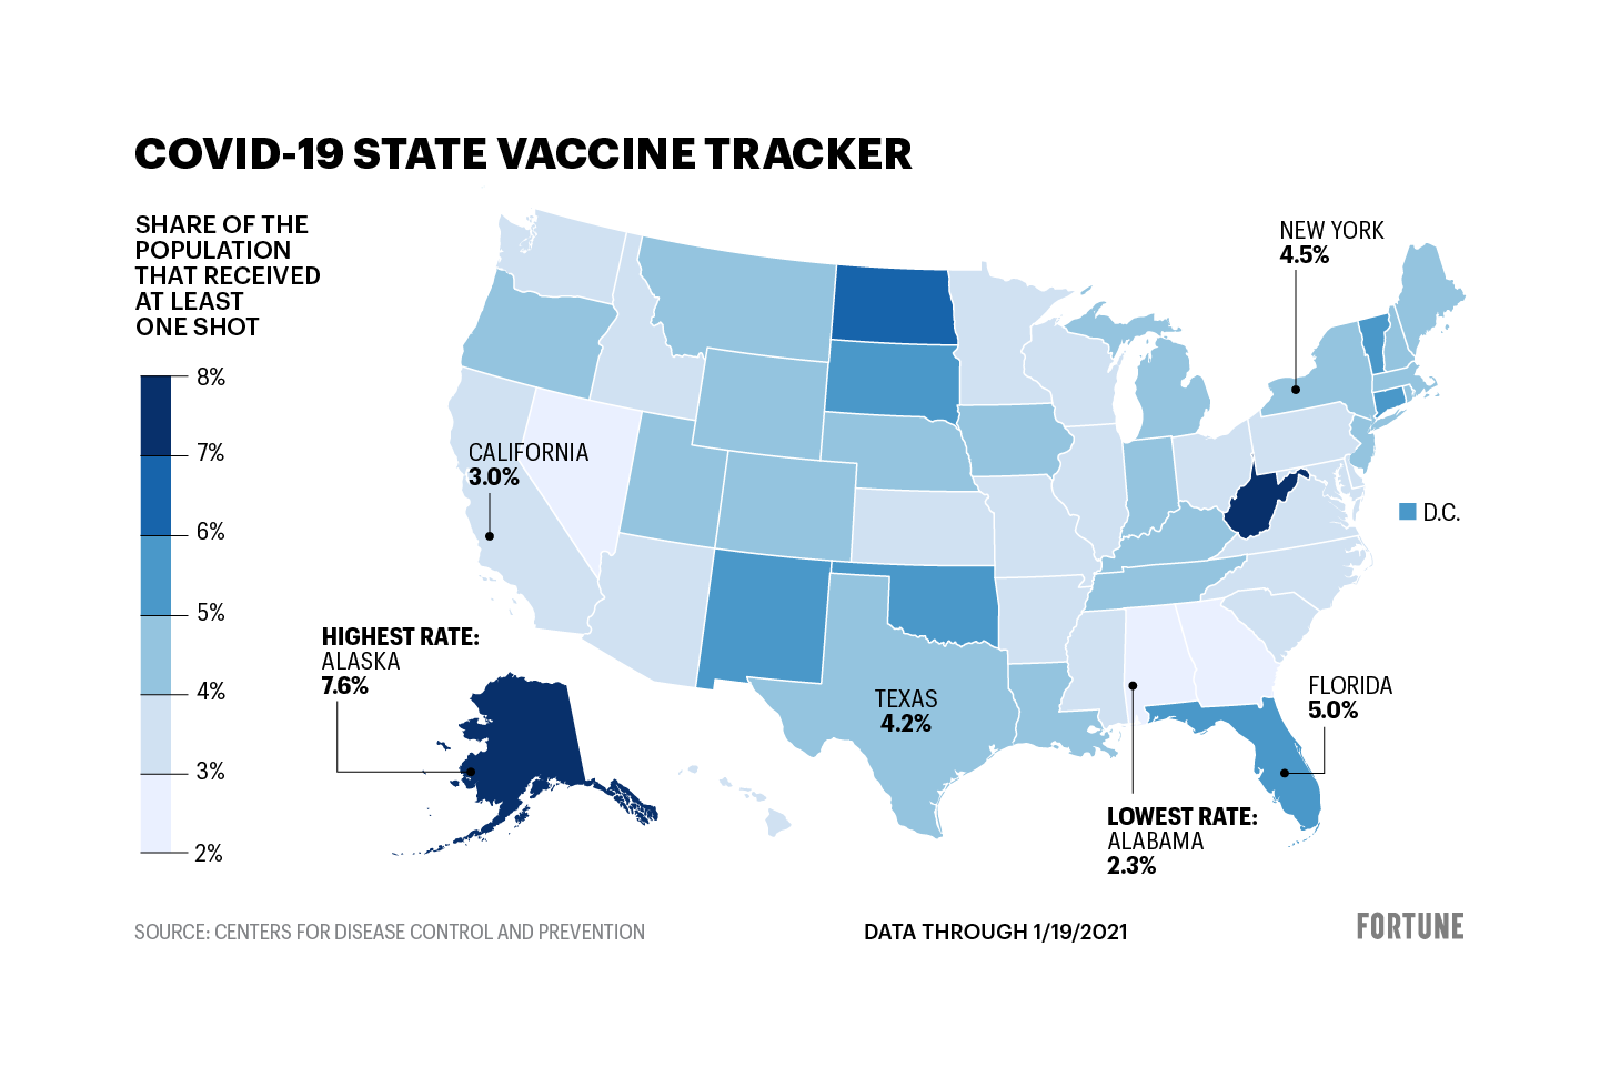 COVID-19 STATE VACCINE TRACKER
SHARE OF THE
POPULATION
THAT RECEIVED
AT LEAST
ONE SHOT
8%
7%
6%
5%
4%
3%
2%
NEW YORK
4.5%
CALIFORNIA
3.0%
D.C.
HIGHEST RATE:
ALASKA
7.6%
TEXAS
4.2%
FLORIDA
5.0%
LOWEST RATE:
ALABAMA
2.3%
SOURCE: CENTERS FOR DISEASE CONTROL AND PREVENTION
DATA THROUGH 1/19/2021
FORTUNE